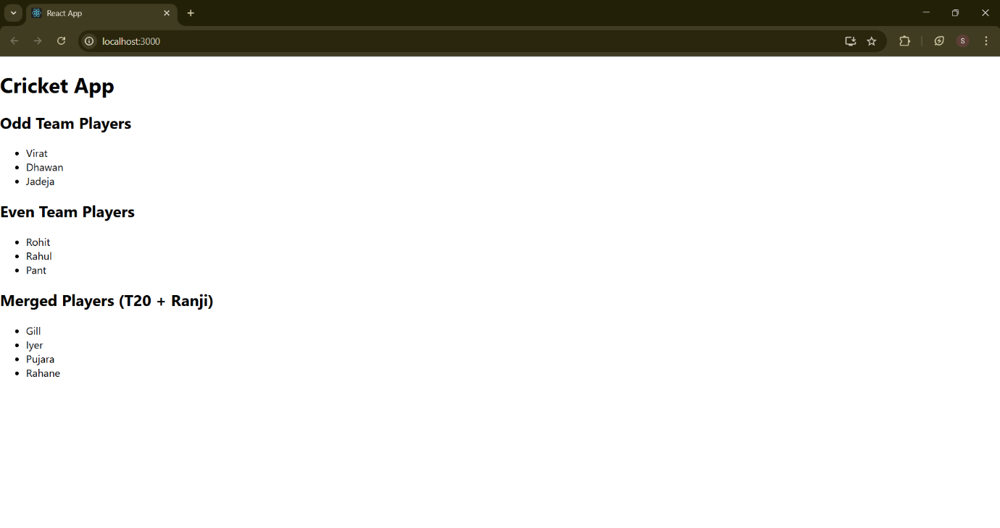 React App
localhost:3000
S
Cricket App
Odd Team Players
Virat
Dhawan
Jadeja
Even Team Players
Rohit
Rahul
Pant
Merged Players (T20 + Ranji)
Gill
Iyer
Pujara
Rahane